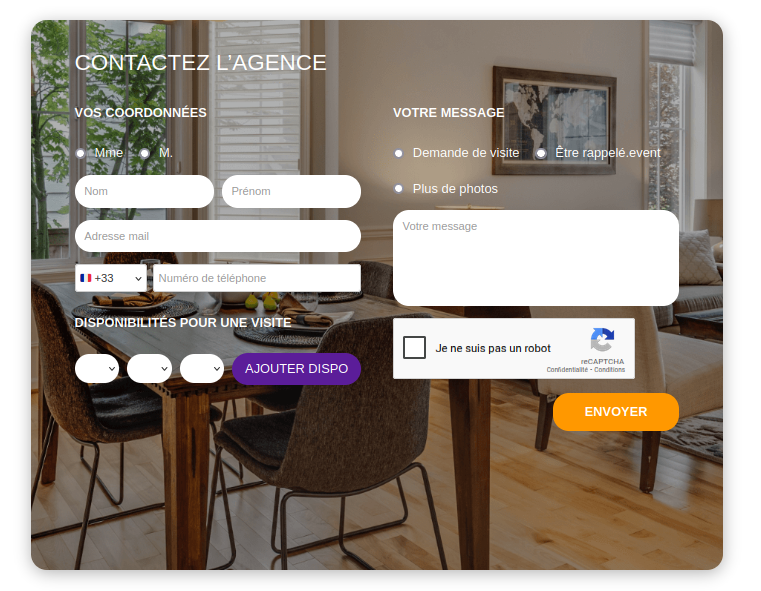 CONTACTEZ L’AGENCE
VOS COORDONNÉES
Mme M.
Nom Prénom
Adresse mail
+33 Numéro de téléphone
DISPONIBILITÉS POUR UNE VISITE
AJOUTER DISPO
VOTRE MESSAGE
Demande de visite Être rappelé.event
Plus de photos
Votre message
Je ne suis pas un robot
reCAPTCHA
Confidentialité - Conditions
ENVOYER